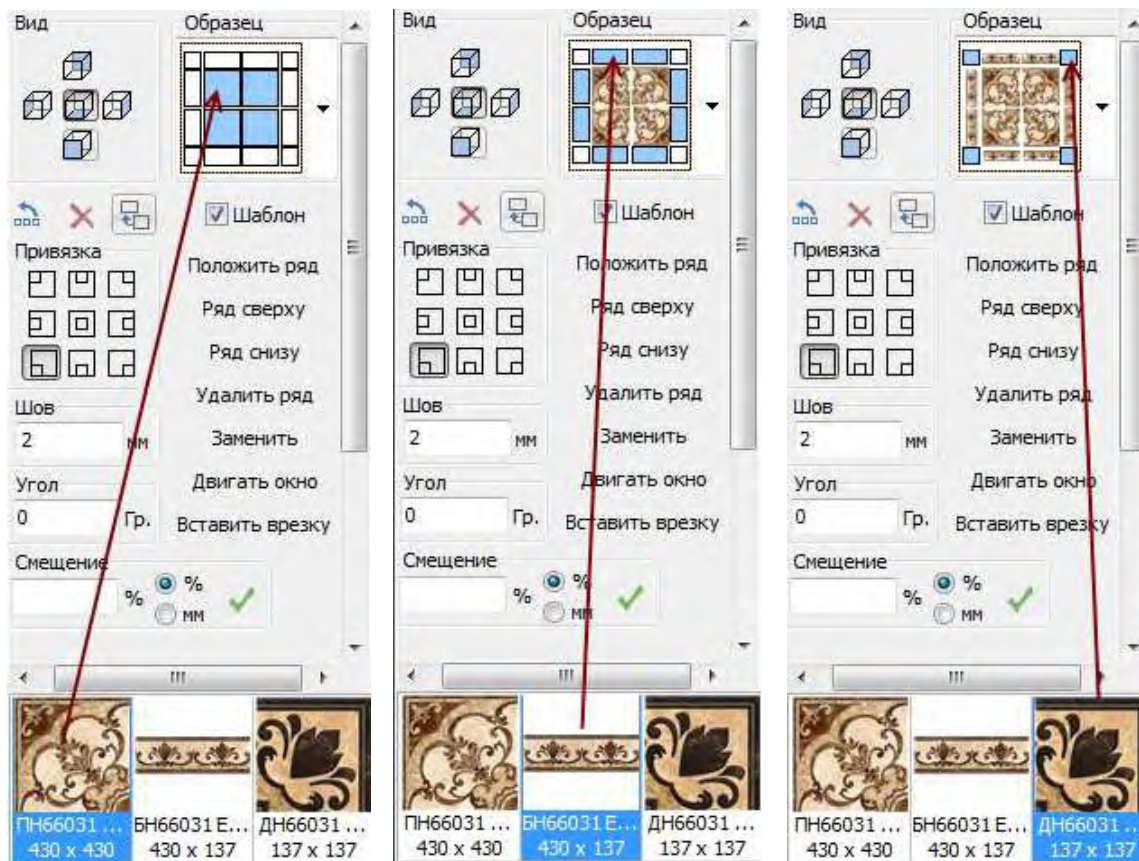 Вид
Образец
Шаблон
Привязка
Положить ряд
Ряд сверху
Ряд снизу
Удалить ряд
Шов
2 мм
Заменить
Угол
Двигать окно
0 Гр.
Вставить врезку
Смещение
% %
мм
ПН66031 ... БН66031 Е... ДН66031 ...
430 x 430 430 x 137 137 x 137
Вид
Образец
Шаблон
Привязка
Положить ряд
Ряд сверху
Ряд снизу
Удалить ряд
Шов
2 мм
Заменить
Угол
Двигать окно
0 Гр.
Вставить врезку
Смещение
% %
мм
ПН66031 ... БН66031 Е... ДН66031 ...
430 x 430 430 x 137 137 x 137
Вид
Образец
Шаблон
Привязка
Положить ряд
Ряд сверху
Ряд снизу
Удалить ряд
Шов
2 мм
Заменить
Угол
Двигать окно
0 Гр.
Вставить врезку
Смещение
% %
мм
ПН66031 ... БН66031 Е... ДН66031 ...
430 x 430 430 x 137 137 x 137